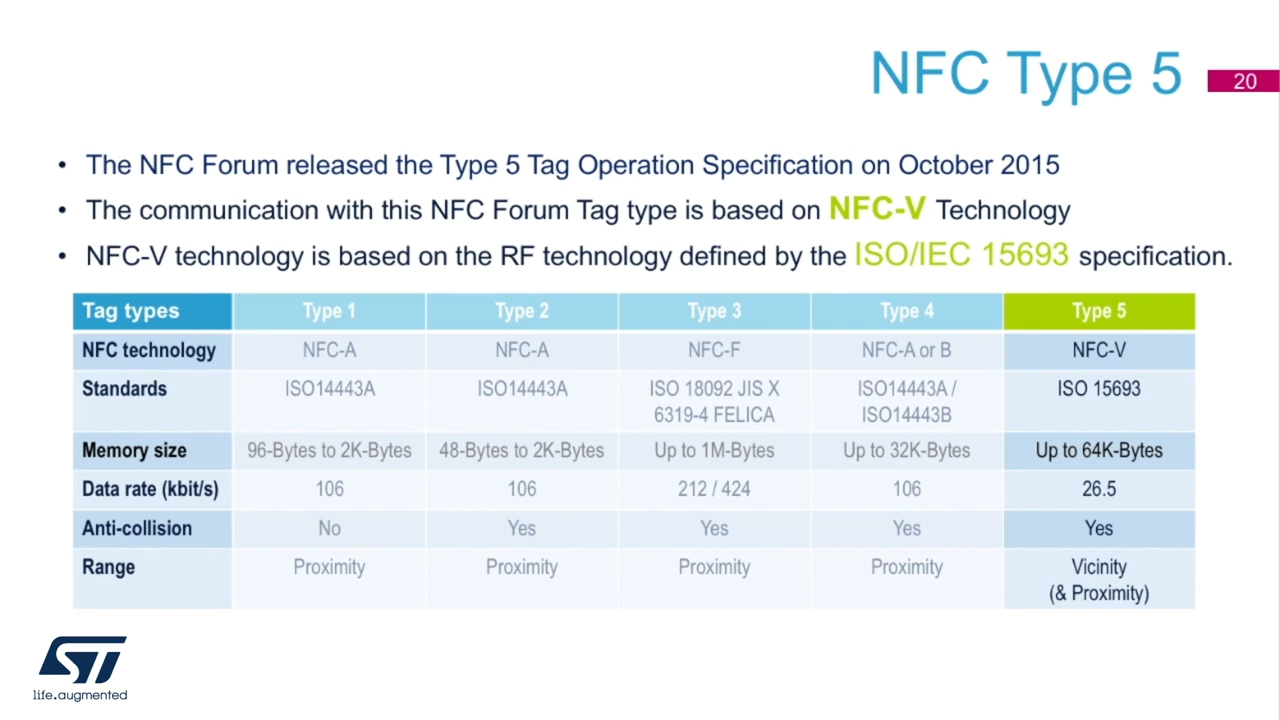 NFC Type 5
20
• The NFC Forum released the Type 5 Tag Operation Specification on October 2015
• The communication with this NFC Forum Tag type is based on NFC-V Technology
• NFC-V technology is based on the RF technology defined by the ISO/IEC 15693 specification.
Tag types Type 1 Type 2 Type 3 Type 4 Type 5
NFC technology NFC-A NFC-A NFC-F NFC-A or B NFC-V
Standards ISO14443A ISO14443A ISO 18092 JIS X ISO14443A / ISO 15693
6319-4 FELICA ISO14443B
Memory size 96-Bytes to 2K-Bytes 48-Bytes to 2K-Bytes Up to 1M-Bytes Up to 32K-Bytes Up to 64K-Bytes
Data rate (kbit/s) 106 106 212 / 424 106 26.5
Anti-collision No Yes Yes Yes Yes
Range Proximity Proximity Proximity Proximity Vicinity
(& Proximity)
ST
life.augmented